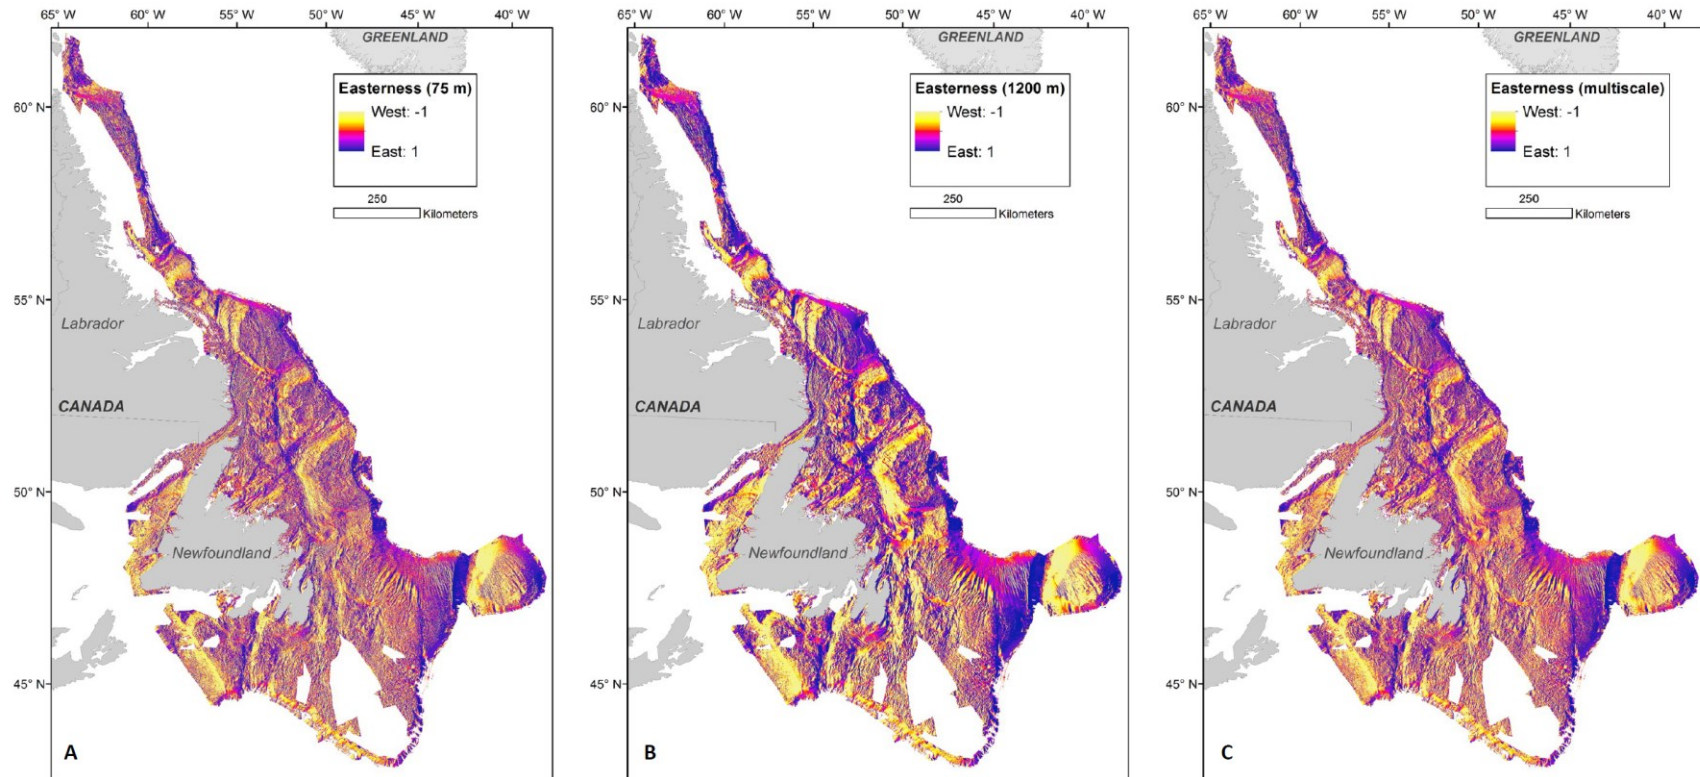 65° W 60° W 55° W 50° W 45° W 40° W
GREENLAND
Easterness (75 m)
West: -1
East: 1
250
Kilometers
60° N
55° N
Labrador
CANADA
50° N
Newfoundland
45° N
A
65° W 60° W 55° W 50° W 45° W 40° W
GREENLAND
Easterness (1200 m)
West: -1
East: 1
250
Kilometers
60° N
55° N
Labrador
CANADA
50° N
Newfoundland
45° N
B
65° W 60° W 55° W 50° W 45° W 40° W
GREENLAND
Easterness (multiscale)
West: -1
East: 1
250
Kilometers
60° N
55° N
Labrador
CANADA
50° N
Newfoundland
45° N
C